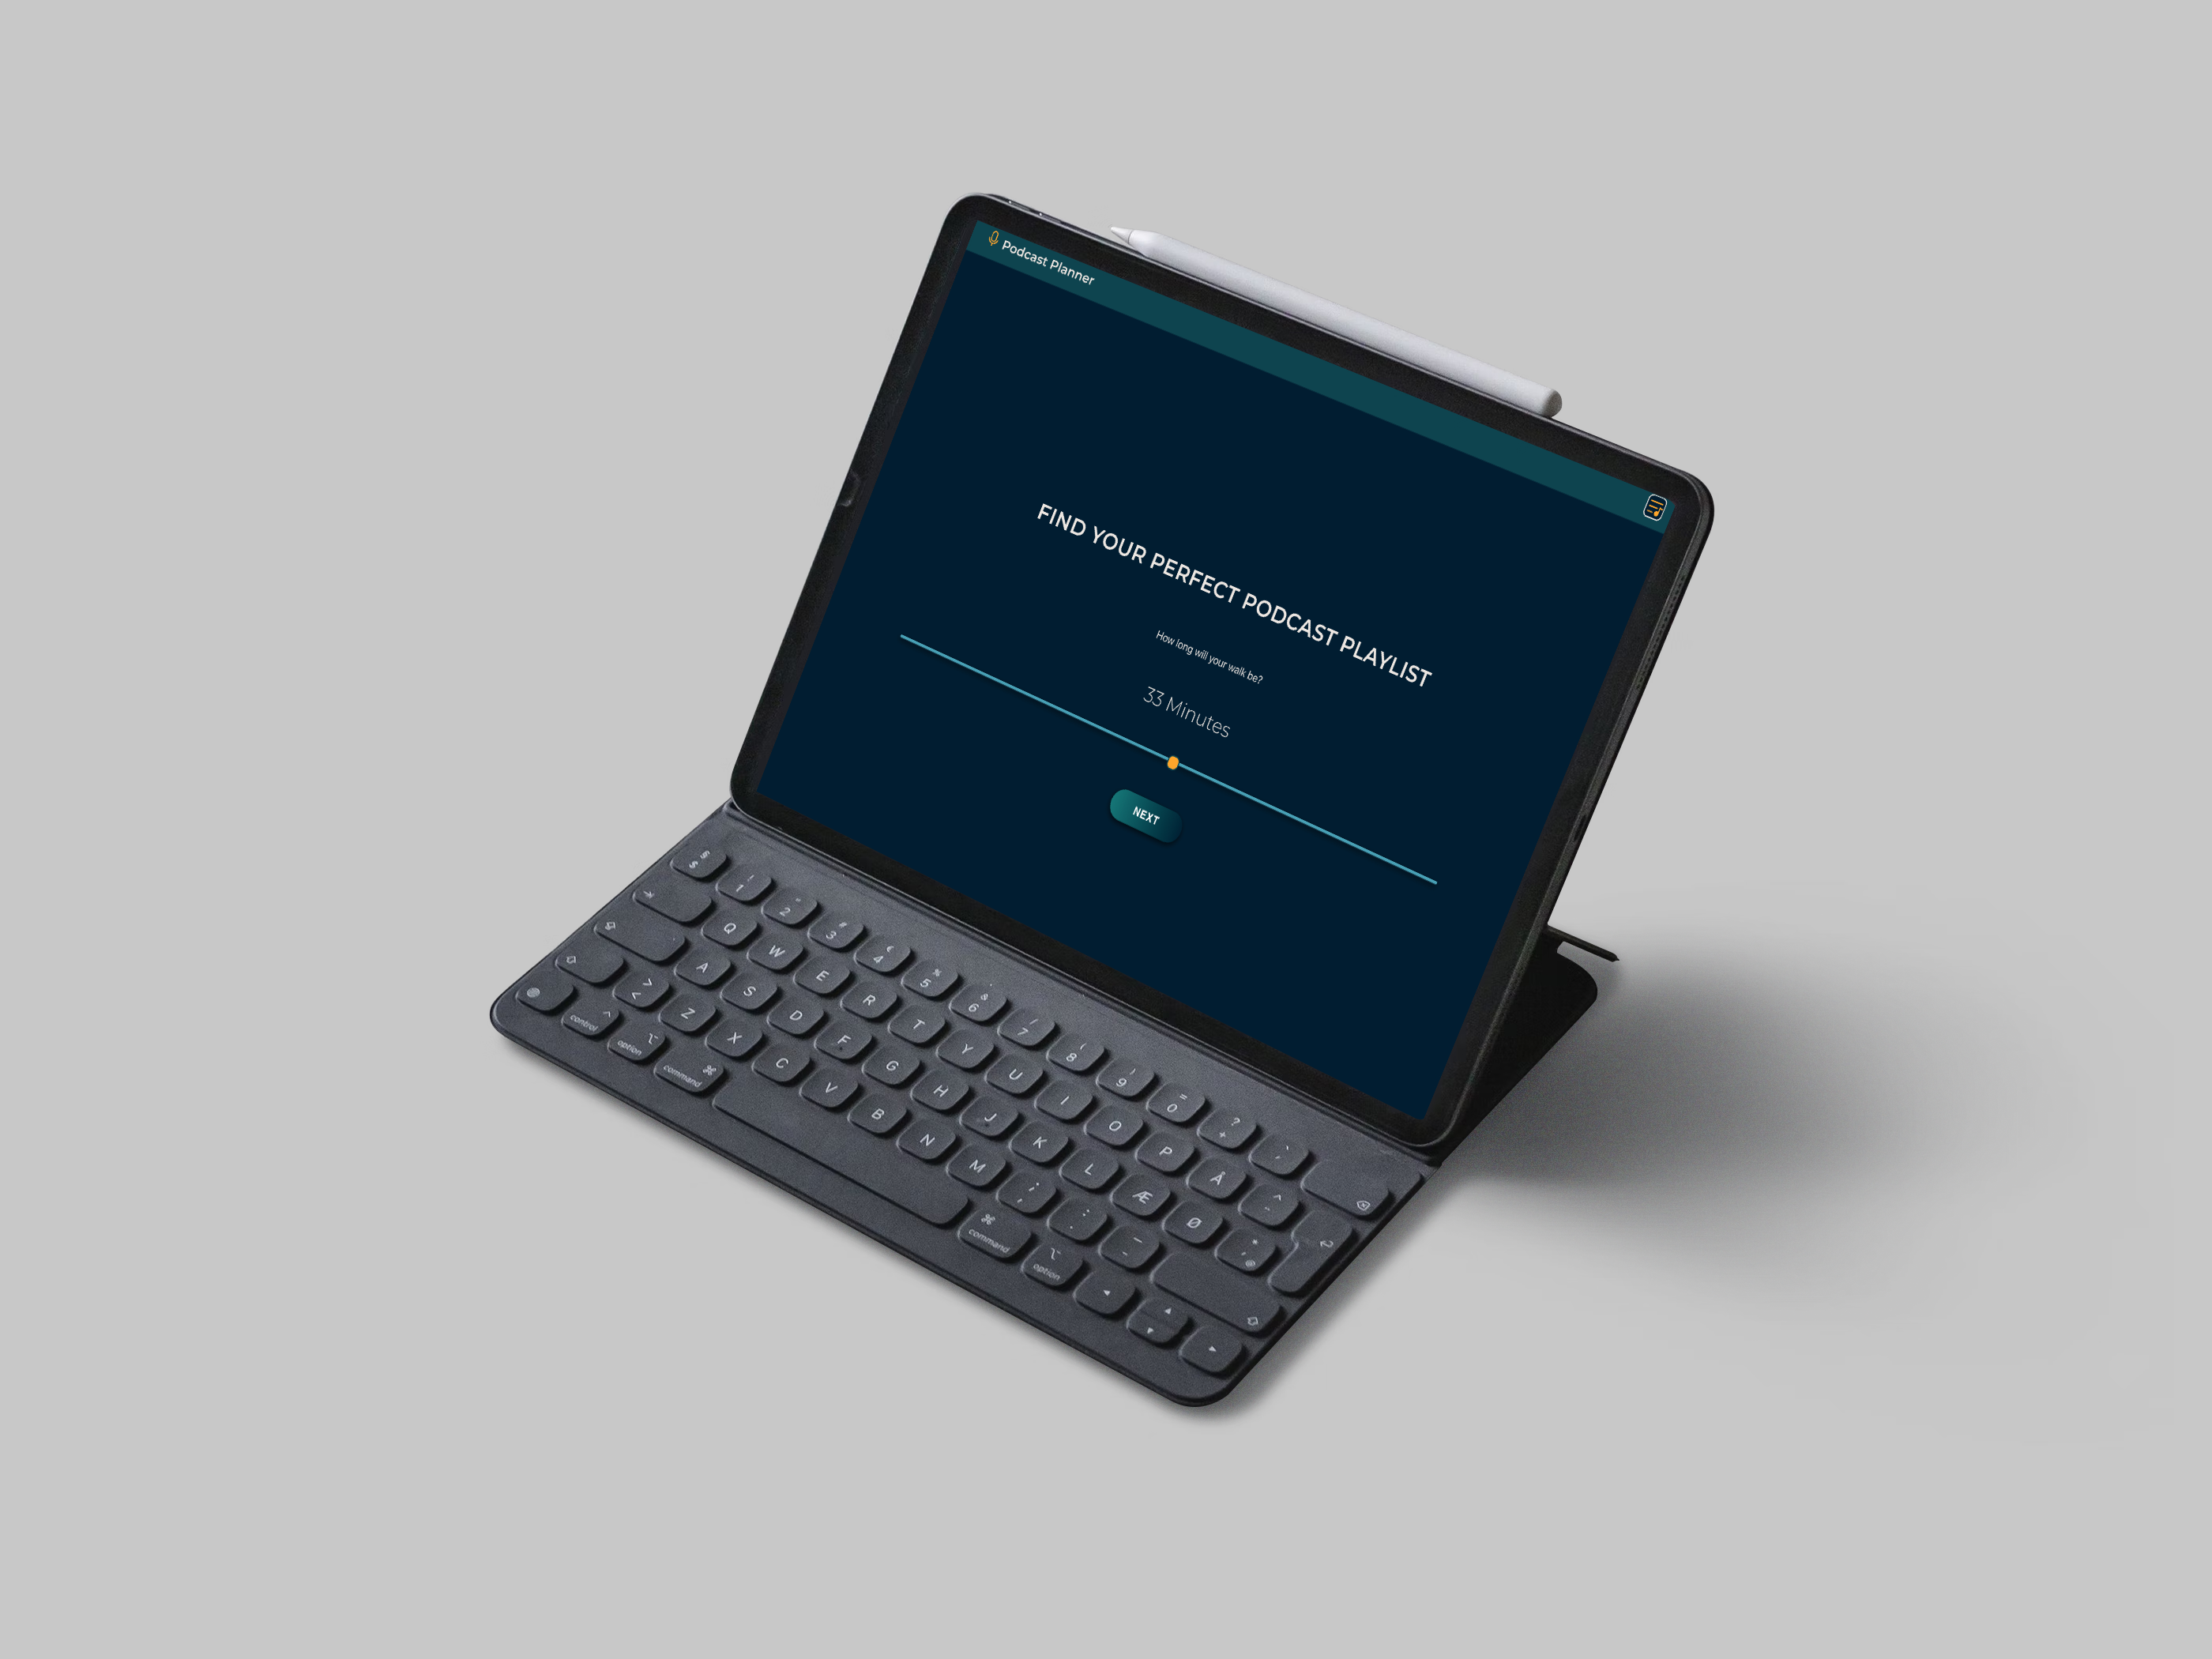 Podcast Planner
FIND YOUR PERFECT PODCAST PLAYLIST
How long will your walk be?
33 Minutes
NEXT
§ $ ! 1 " 2 # 3 € 4 % 5 & 6 / 7 ( 8 ) 9 = 0 ? + ` ´
Q W E R T Y U I O P Å ^ ¨
A S D F G H J K L Æ Ø * ' @
> < Z X C V B N M ; , : . _ -
control ^ option ⌥ command ⌘ ⌘ command ⌥ option